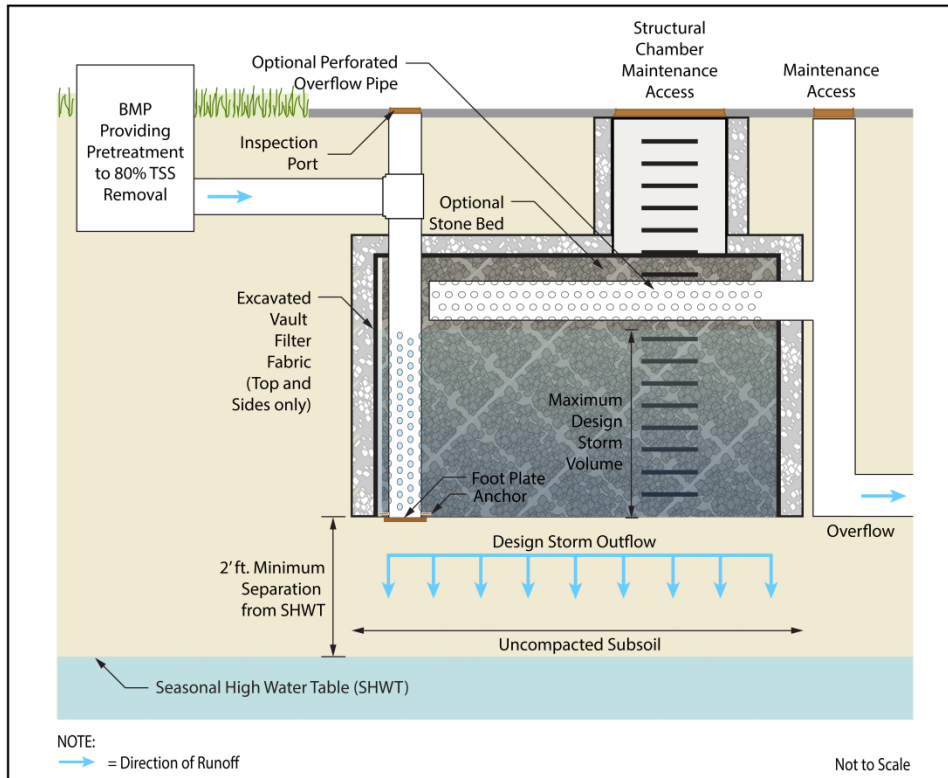 Structural
Chamber
Maintenance
Access
Optional Perforated
Overflow Pipe
Maintenance
Access
BMP
Providing
Pretreatment
to 80% TSS
Removal
Inspection
Port
Optional
Stone Bed
Excavated
Vault
Filter
Fabric
(Top and
Sides only)
Maximum
Design
Storm
Volume
Foot Plate
Anchor
Overflow
Design Storm Outflow
2' ft. Minimum
Separation
from SHWT
Uncompacted Subsoil
Seasonal High Water Table (SHWT)
NOTE:
= Direction of Runoff
Not to Scale